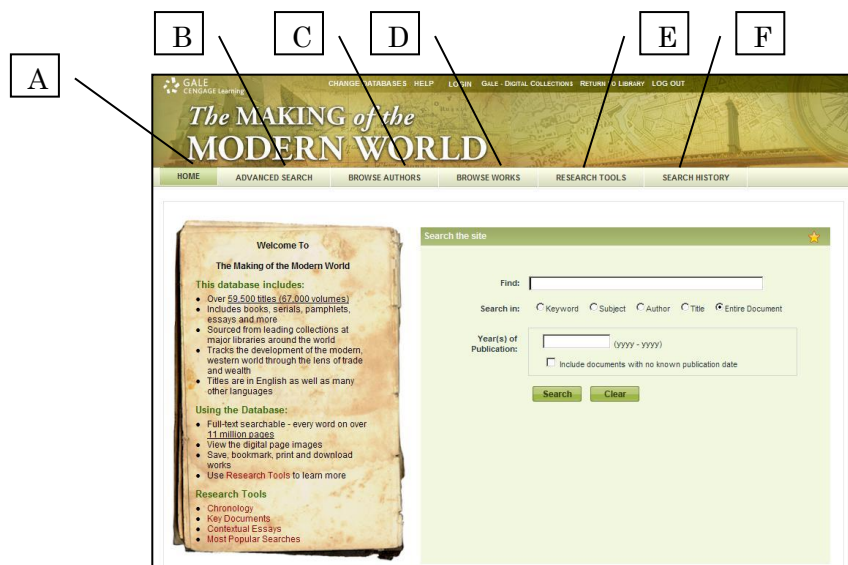 A
B
C
D
E
F
GALE
CENGAGE Learning
CHANGE DATABASES HELP LOGIN GALE - DIGITAL COLLECTIONS RETURN TO LIBRARY LOG OUT
The MAKING of the
MODERN WORLD
HOME ADVANCED SEARCH BROWSE AUTHORS BROWSE WORKS RESEARCH TOOLS SEARCH HISTORY
Welcome To
The Making of the Modern World
This database includes:
• Over 59,500 titles (67,000 volumes)
• Includes books, serials, pamphlets,
essays and more
• Sourced from leading collections at
major libraries around the world
• Tracks the development of the modern,
western world through the lens of trade
and wealth
• Titles are in English as well as many
other languages
Using the Database:
• Full-text searchable - every word on over
11 million pages
• View the digital page images
• Save, bookmark, print and download
works
• Use Research Tools to learn more
Research Tools
• Chronology
• Key Documents
• Contextual Essays
• Most Popular Searches
Search the site
Find:
Search in: Keyword Subject Author Title Entire Document
Year(s) of
Publication:
(yyyy - yyyy)
Include documents with no known publication date
Search Clear